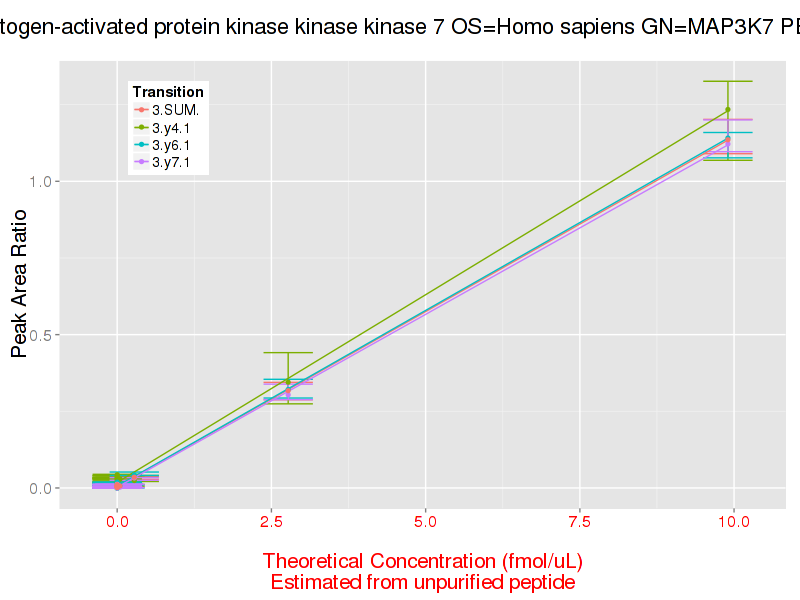 togen-activated protein kinase kinase kinase 7 OS=Homo sapiens GN=MAP3K7 PE
Transition
3.SUM.
3.y4.1
3.y6.1
3.y7.1
Peak Area Ratio
1.0
0.5
0.0
0.0 2.5 5.0 7.5 10.0
Theoretical Concentration (fmol/uL)
Estimated from unpurified peptide